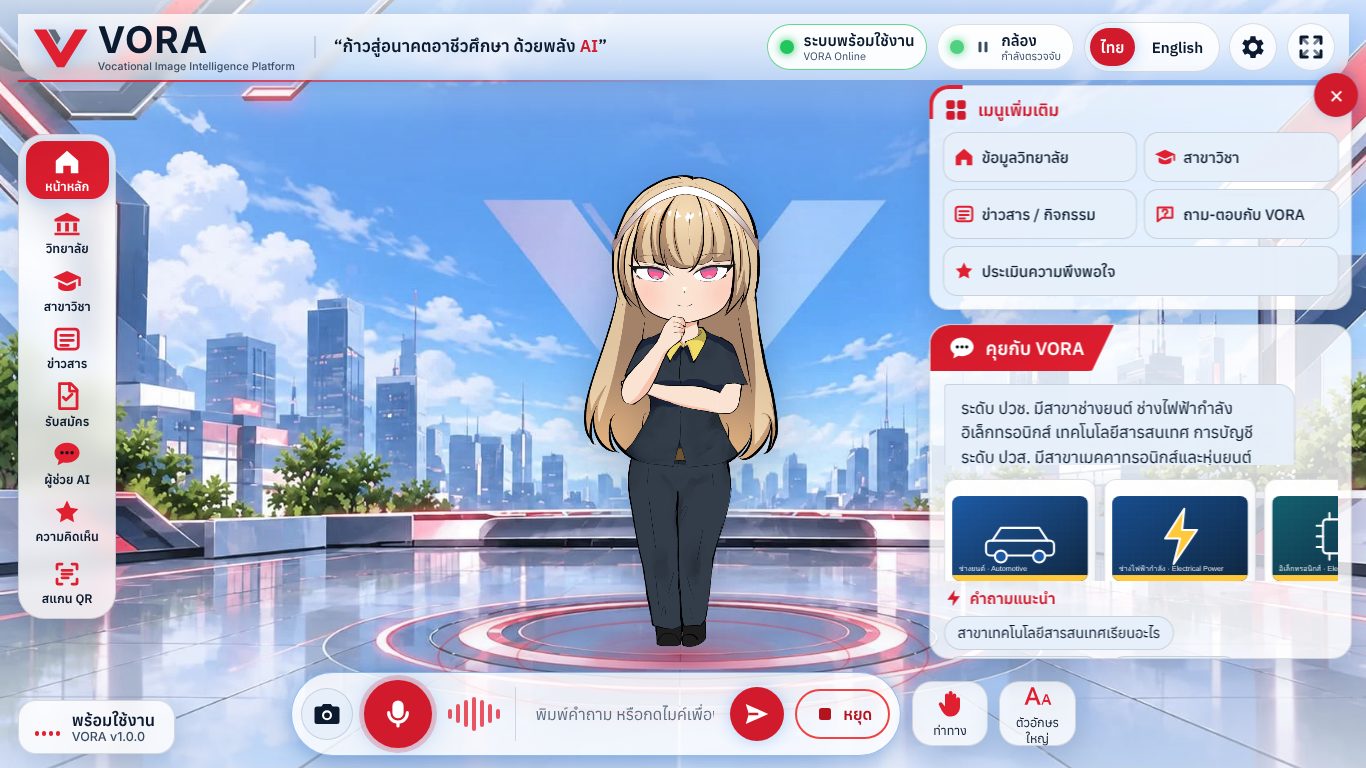 VORA
Vocational Image Intelligence Platform
“ก้าวสู่อนาคตอาชีวศึกษา ด้วยพลัง AI”
ระบบพร้อมใช้งาน
VORA Online
กล้อง
กำลังตรวจจับ
ไทย
English
หน้าหลัก
วิทยาลัย
สาขาวิชา
ข่าวสาร
รับสมัคร
ผู้ช่วย AI
ความคิดเห็น
สแกน QR
เมนูเพิ่มเติม
ข้อมูลวิทยาลัย
สาขาวิชา
ข่าวสาร / กิจกรรม
ถาม-ตอบกับ VORA
ประเมินความพึงพอใจ
คุยกับ VORA
ระดับ ปวช. มีสาขาช่างยนต์ ช่างไฟฟ้ากำลัง
อิเล็กทรอนิกส์ เทคโนโลยีสารสนเทศ การบัญชี
ระดับ ปวส. มีสาขาเมคคาทรอนิกส์และหุ่นยนต์
ช่างยนต์ · Automotive
ช่างไฟฟ้ากำลัง · Electrical Power
อิเล็กทรอนิกส์ · Ele
คำถามแนะนำ
สาขาเทคโนโลยีสารสนเทศเรียนอะไร
พร้อมใช้งาน
VORA v1.0.0
พิมพ์คำถาม หรือกดไมค์เพื่อ
หยุด
ท่าทาง
AA
ตัวอักษร
ใหญ่